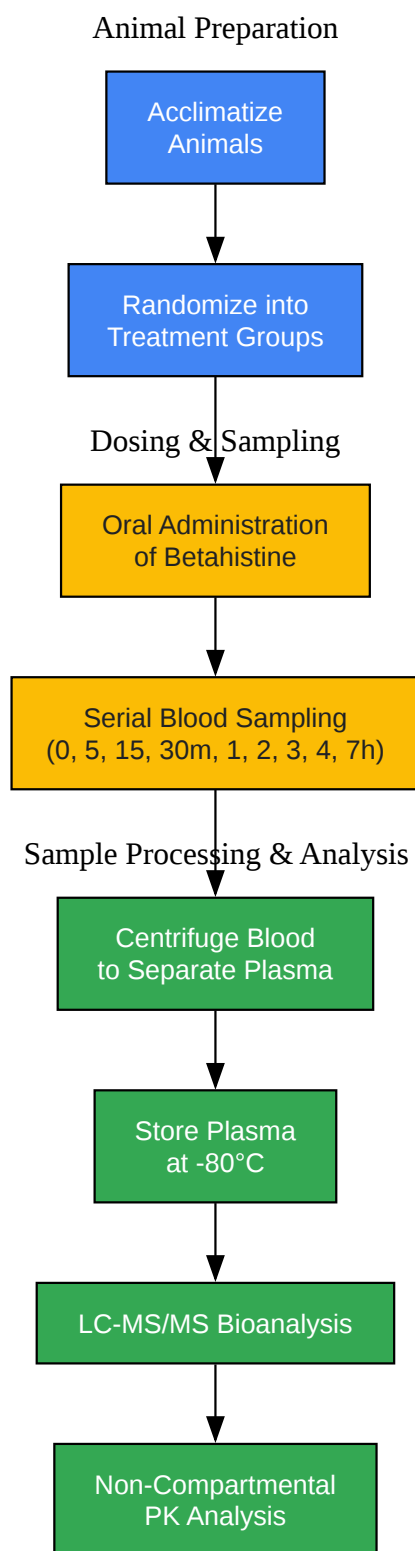 Animal Preparation
Acclimatize
Animals
Randomize into
Treatment Groups
Dosing & Sampling
Oral Administration
of Betahistine
Serial Blood Sampling
(0, 5, 15, 30m, 1, 2, 3, 4, 7h)
Sample Processing & Analysis
Centrifuge Blood
to Separate Plasma
Store Plasma
at -80°C
LC-MS/MS Bioanalysis
Non-Compartmental
PK Analysis